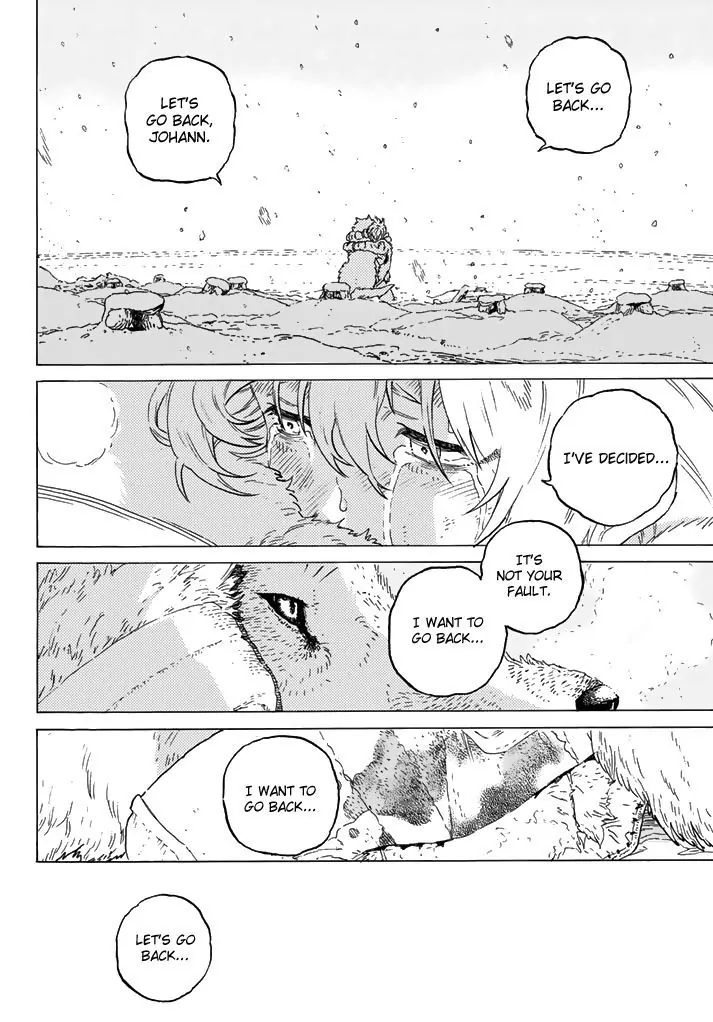 LET'S GO
BACK...
LET'S
GO BACK,
JOHANN.
I'VE DECIDED...
IT'S
NOT YOUR
FAULT.
I WANT TO
GO BACK...
I WANT TO
GO BACK...
LET'S GO
BACK...